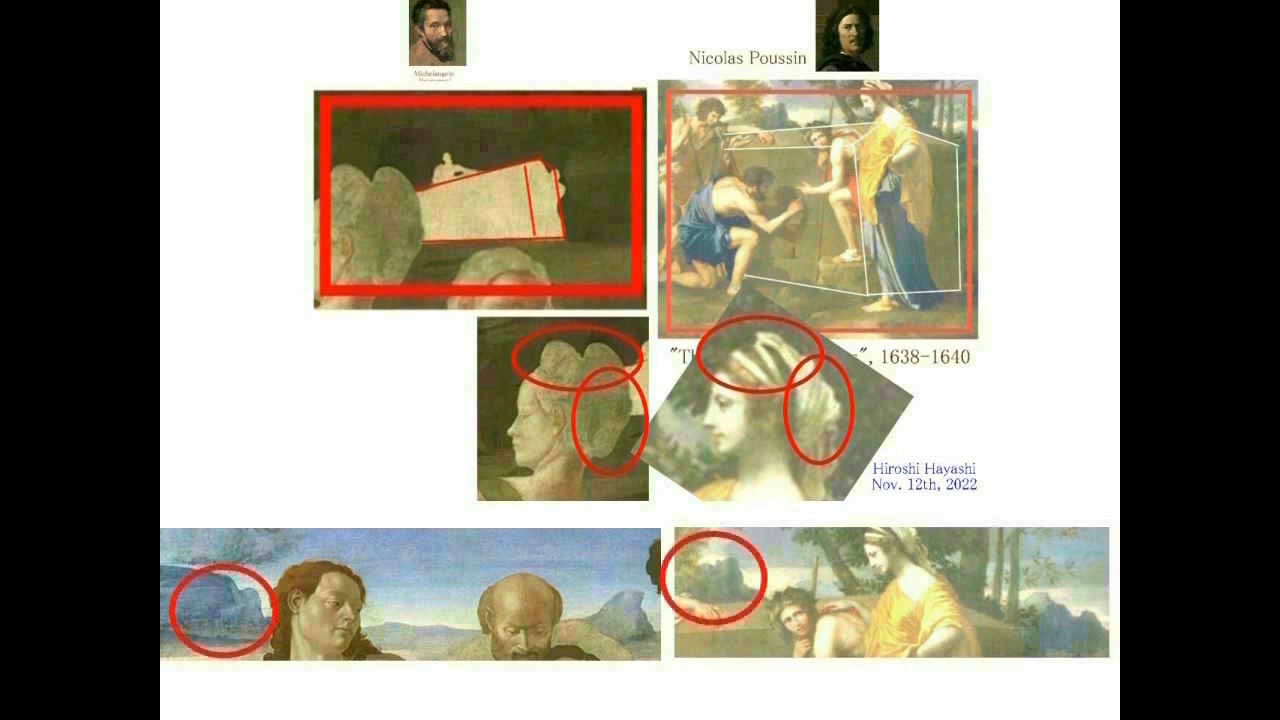 Michelangelo
Nicolas Poussin
", 1638-1640
Hiroshi Hayashi
Nov. 12th, 2022